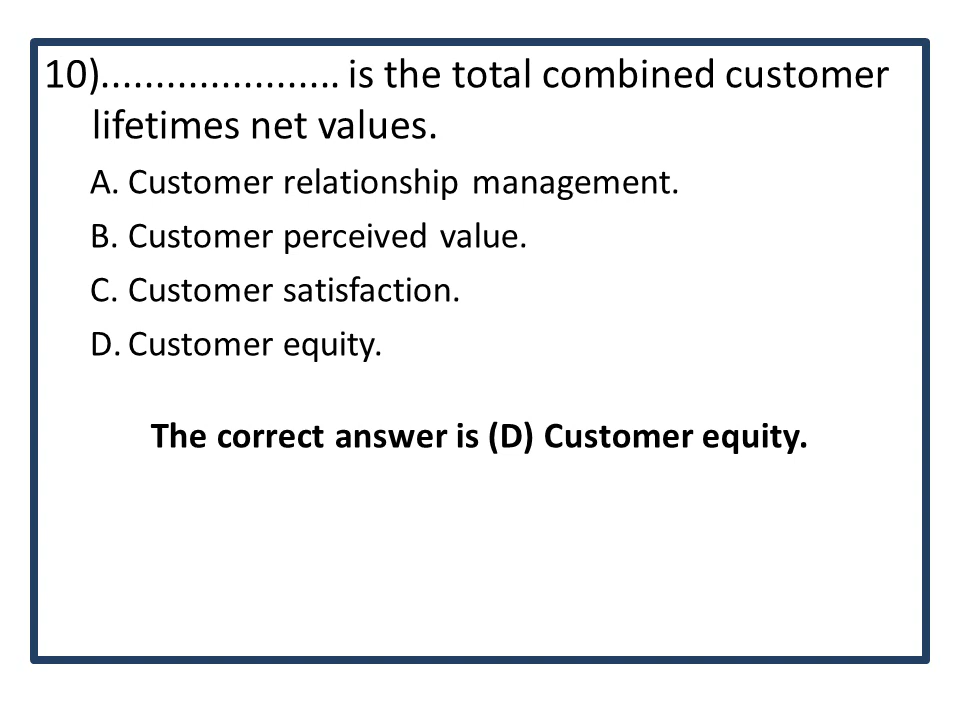 10)...................... is the total combined customer
lifetimes net values.
A. Customer relationship management.
B. Customer perceived value.
C. Customer satisfaction.
D. Customer equity.
The correct answer is (D) Customer equity.